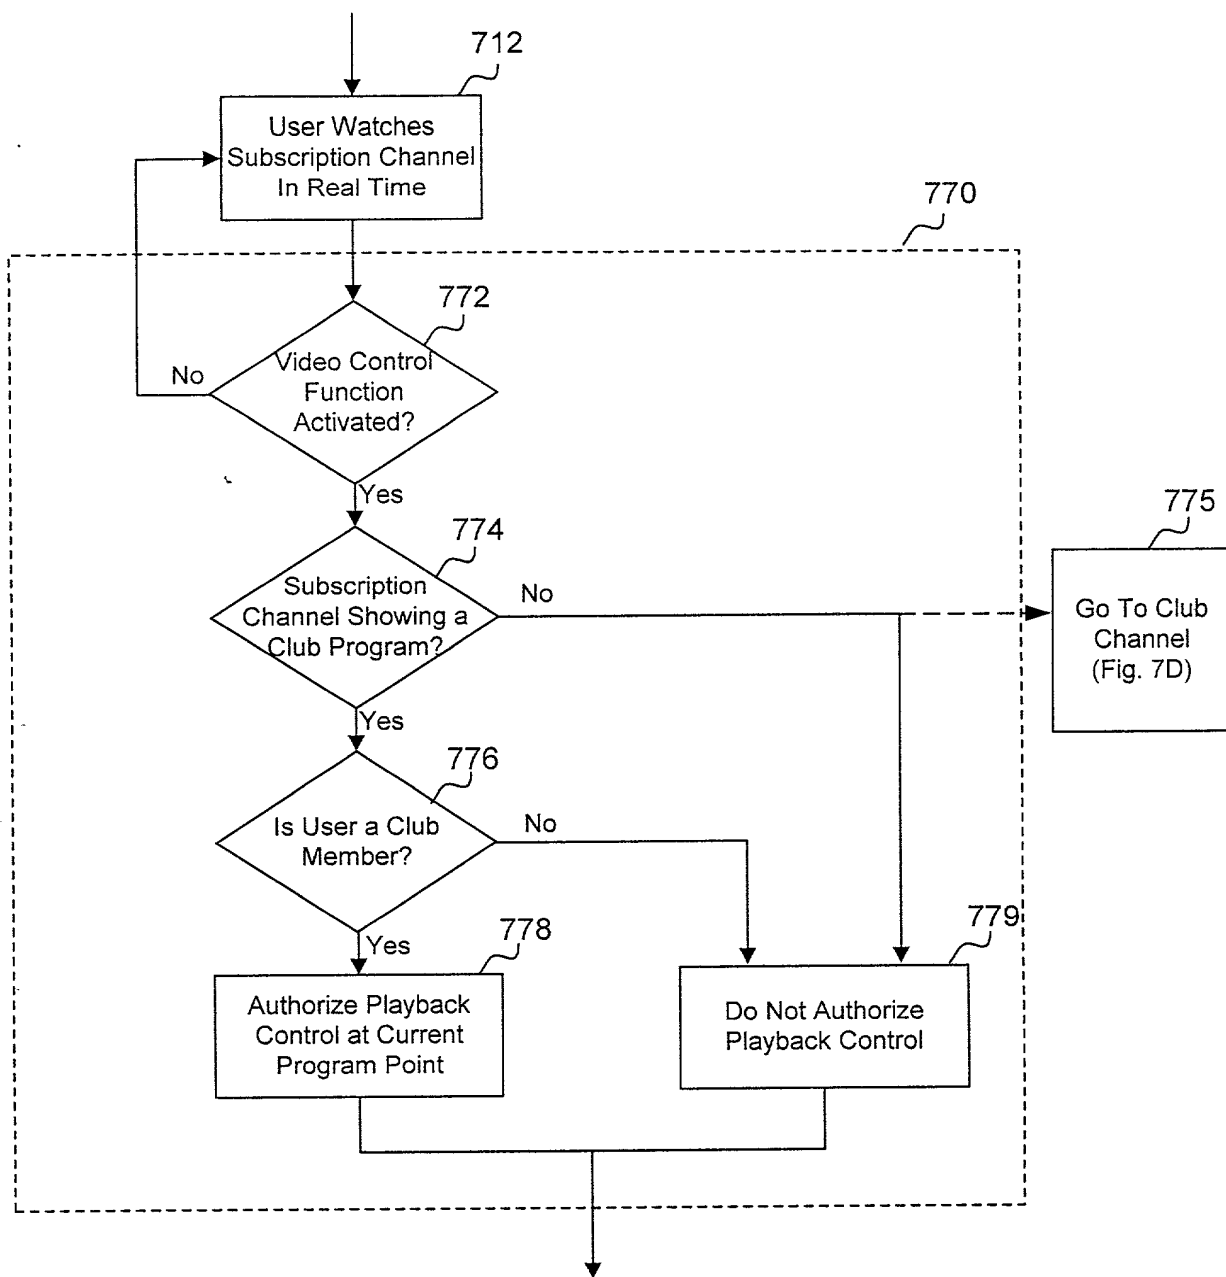 712
User Watches
Subscription Channel
In Real Time
770
772
Video Control
Function
Activated?
No
Yes
774
Subscription
Channel Showing a
Club Program?
No
775
Go To Club
Channel
(Fig. 7D)
Yes
776
Is User a Club
Member?
No
Yes
778
Authorize Playback
Control at Current
Program Point
779
Do Not Authorize
Playback Control